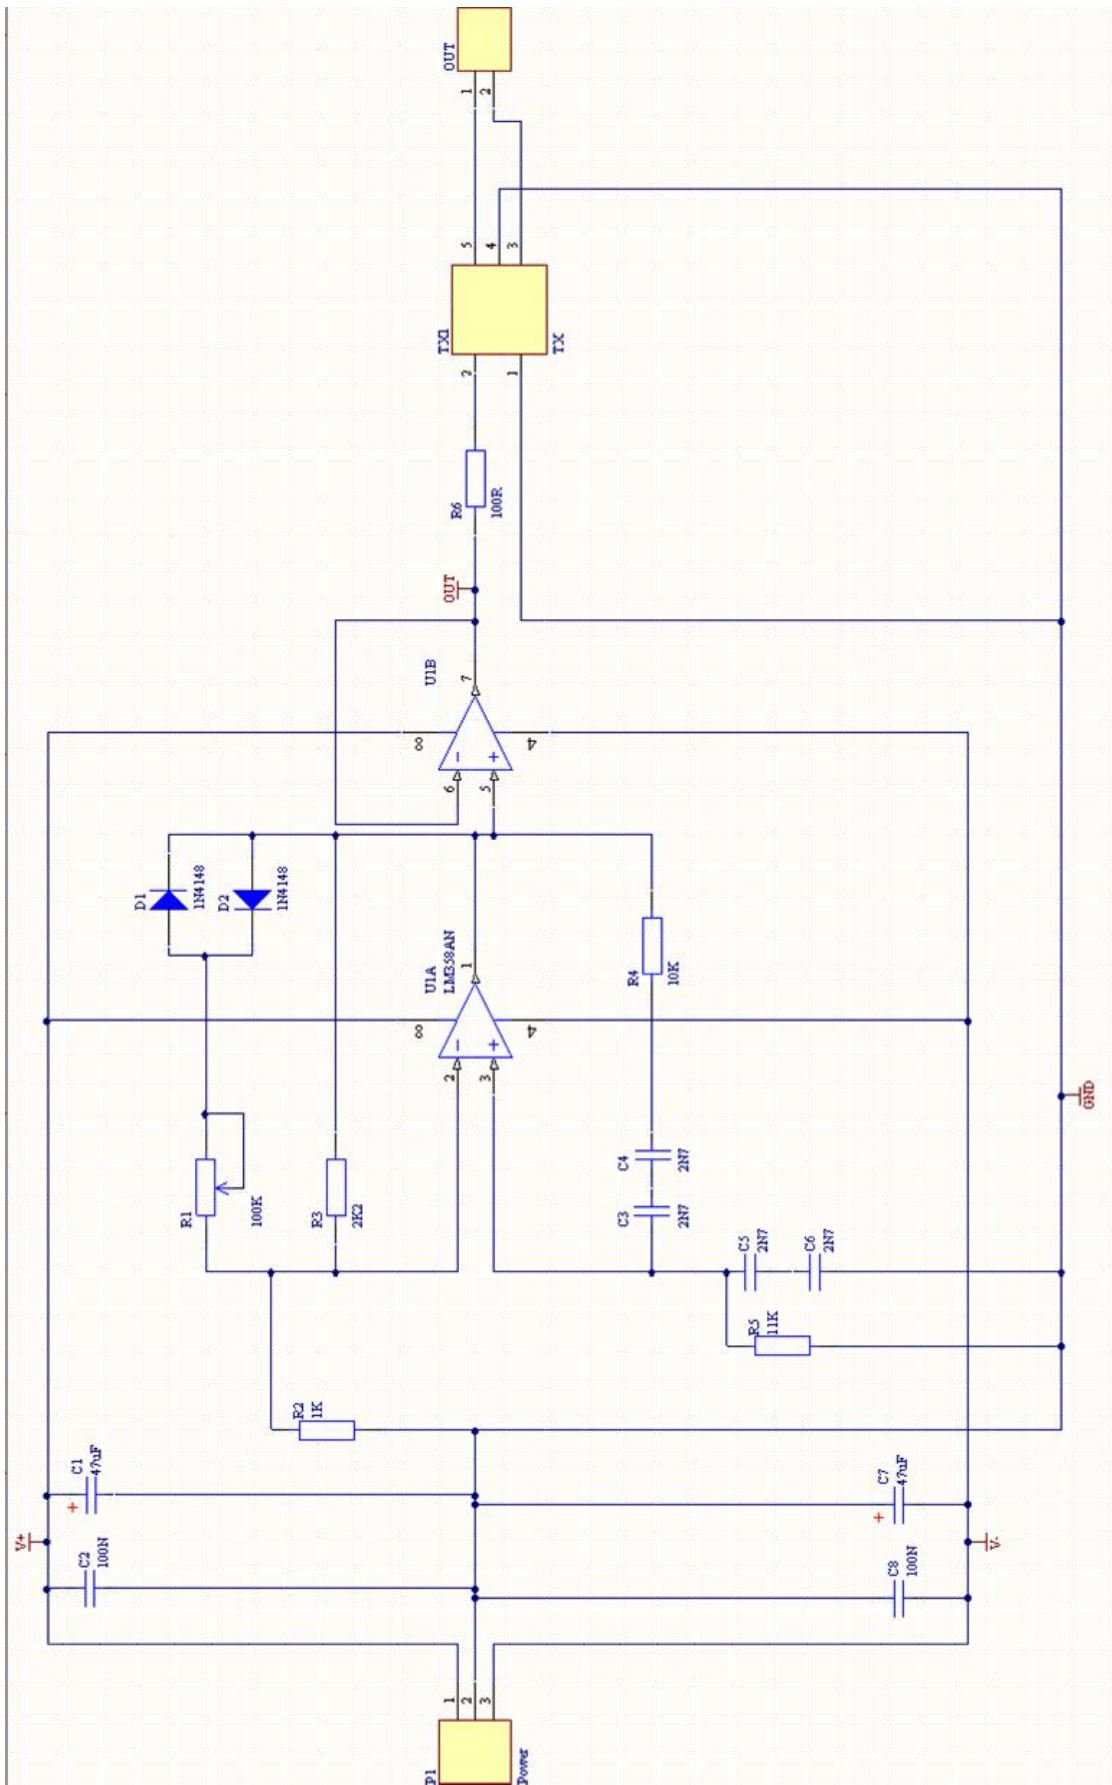 OUT
1
2
5
4
3
TX1
TX
2
1
R6
100R
OUT
U1B
7
8
4
-
+
6
5
D1
1N4148
D2
1N4148
U1A
LM358AN
1
8
4
-
+
2
3
R4
10K
R1
100K
R3
2K2
C4
2N7
C3
2N7
C5
2N7
C6
2N7
R5
11K
GND
R2
1K
C1
47uF
+
C7
47uF
+
V+
C2
100N
V-
C8
100N
1
2
3
P1
Power